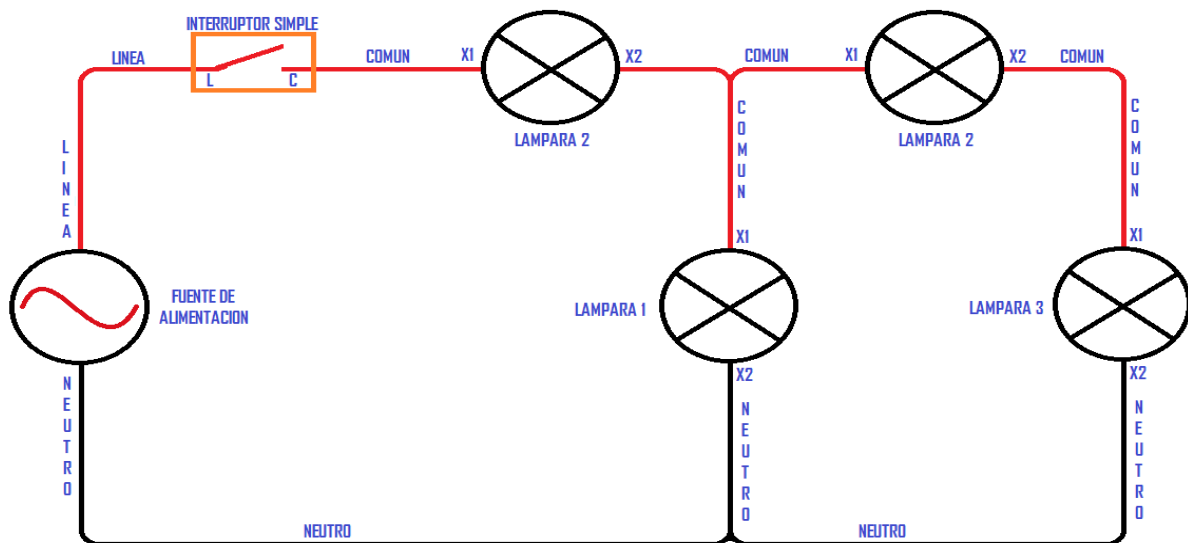 INTERRUPTOR SIMPLE
LINEA
L
C
COMUN
X1
X2
LAMPARA 2
COMUN
X1
X2
COMUN
LAMPARA 2
LINEA
COMUN
COMUN
X1
X1
FUENTE DE
ALIMENTACION
LAMPARA 1
LAMPARA 3
X2
X2
NEUTRO
NEUTRO
NEUTRO
NEUTRO
NEUTRO